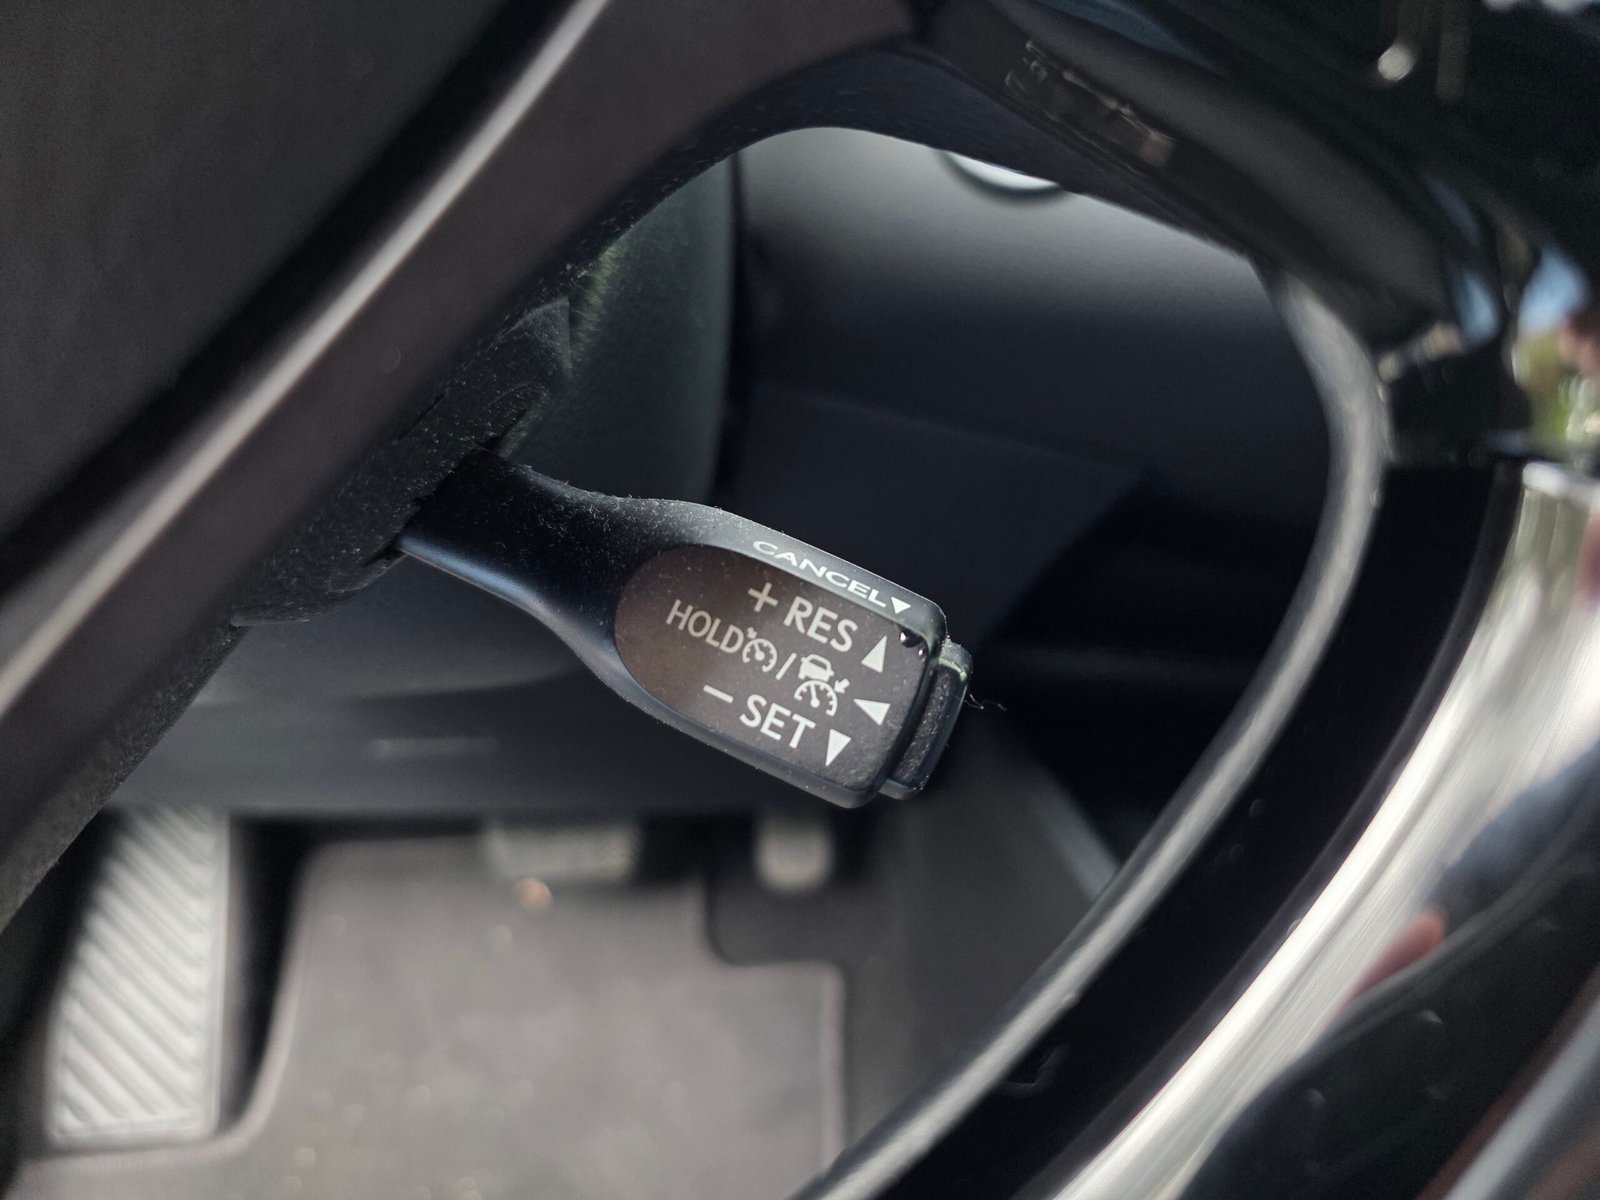 CANCEL▼
+ RES ▲
HOLD / ◀
− SET ▼